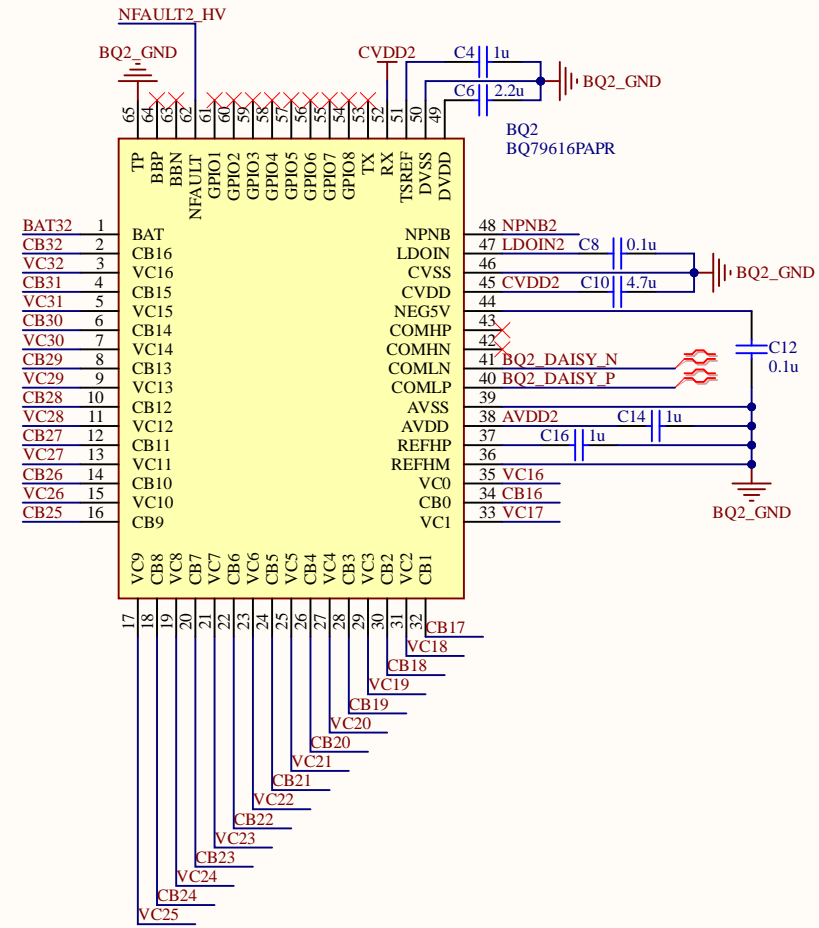 NFAULT2_HV
BQ2_GND
CVDD2
C4 1u
C6 2.2u
BQ2_GND
BQ2
BQ79616PAPR
65 64 63 62 61 60 59 58 57 56 55 54 53 52 51 50 49
TP BBP BBN NFAULT GPIO1 GPIO2 GPIO3 GPIO4 GPIO5 GPIO6 GPIO7 GPIO8 TX RX TSREF DVSS DVDD
BAT32 1 BAT
CB32 2 CB16
VC32 3 VC16
CB31 4 CB15
VC31 5 VC15
CB30 6 CB14
VC30 7 VC14
CB29 8 CB13
VC29 9 VC13
CB28 10 CB12
VC28 11 VC12
CB27 12 CB11
VC27 13 VC11
CB26 14 CB10
VC26 15 VC10
CB25 16 CB9
NPNB 48 NPNB2
LDOIN 47 LDOIN2 C8 0.1u
CVSS 46 BQ2_GND
CVDD 45 CVDD2 C10 4.7u
NEG5V 44
COMHP 43
COMHN 42
C12
0.1u
COMLN 41 BQ2_DAISY_N
COMLP 40 BQ2_DAISY_P
AVSS 39
AVDD 38 AVDD2 C14 1u
REFHP 37 C16 1u
REFHM 36
VC0 35 VC16
CB0 34 CB16
VC1 33 VC17
BQ2_GND
VC9 CB8 VC8 CB7 VC7 CB6 VC6 CB5 VC5 CB4 VC4 CB3 VC3 CB2 VC2 CB1
17 18 19 20 21 22 23 24 25 26 27 28 29 30 31 32
CB17
VC18
CB18
VC19
CB19
VC20
CB20
VC21
CB21
VC22
CB22
VC23
CB23
VC24
CB24
VC25